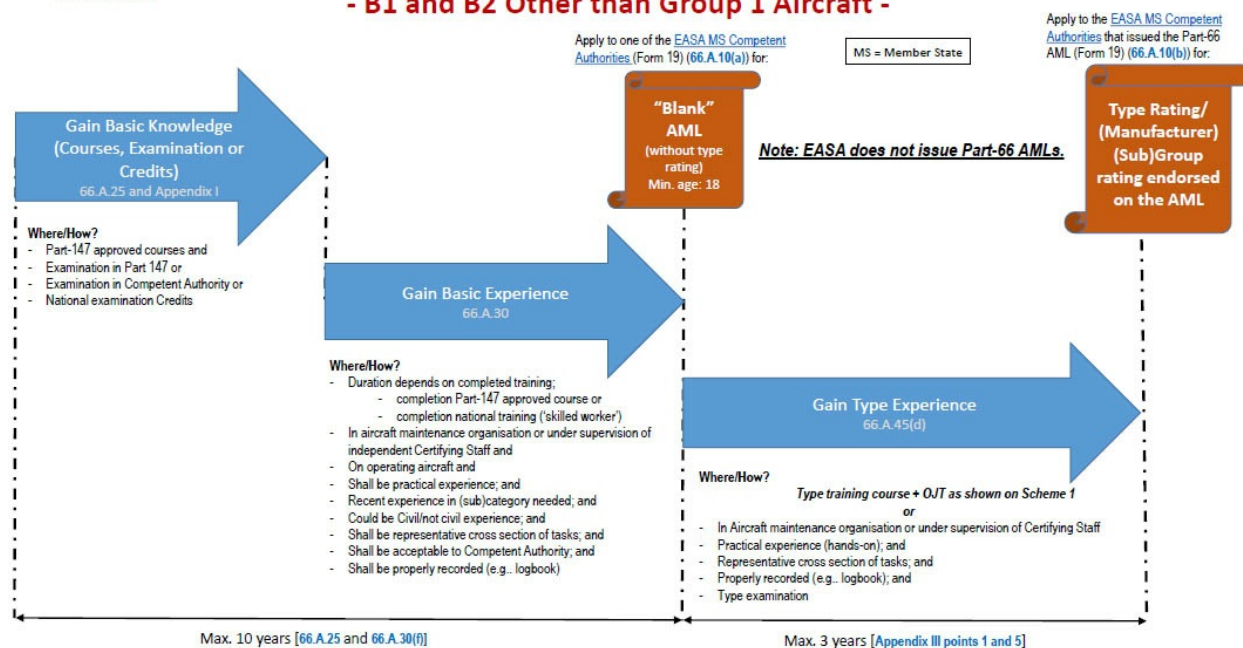 - B1 and B2 Other than Group 1 Aircraft -
Apply to one of the EASA MS Competent
Authorities (Form 19) (66.A.10(a)) for:
MS = Member State
Apply to the EASA MS Competent
Authorities that issued the Part-66
AML (Form 19) (66.A.10(b)) for:
Gain Basic Knowledge
(Courses, Examination or
Credits)
66.A.25 and Appendix I
“Blank”
AML
(without type
rating)
Min. age: 18
Note: EASA does not issue Part-66 AMLs.
Type Rating/
(Manufacturer)
(Sub)Group
rating endorsed
on the AML
Where/How?
- Part-147 approved courses and
- Examination in Part 147 or
- Examination in Competent Authority or
- National examination Credits
Gain Basic Experience
66.A.30
Where/How?
- Duration depends on completed training;
- completion Part-147 approved course or
- completion national training (‘skilled worker’)
- In aircraft maintenance organisation or under supervision of
independent Certifying Staff and
- On operating aircraft and
- Shall be practical experience; and
- Recent experience in (sub)category needed; and
- Could be Civil/not civil experience; and
- Shall be representative cross section of tasks; and
- Shall be acceptable to Competent Authority; and
- Shall be properly recorded (e.g.. logbook)
Gain Type Experience
66.A.45(d)
Where/How?
Type training course + OJT as shown on Scheme 1
or
- In Aircraft maintenance organisation or under supervision of Certifying Staff
- Practical experience (hands-on); and
- Representative cross section of tasks; and
- Properly recorded (e.g.. logbook); and
- Type examination
Max. 10 years [66.A.25 and 66.A.30(f)]
Max. 3 years [Appendix III points 1 and 5]